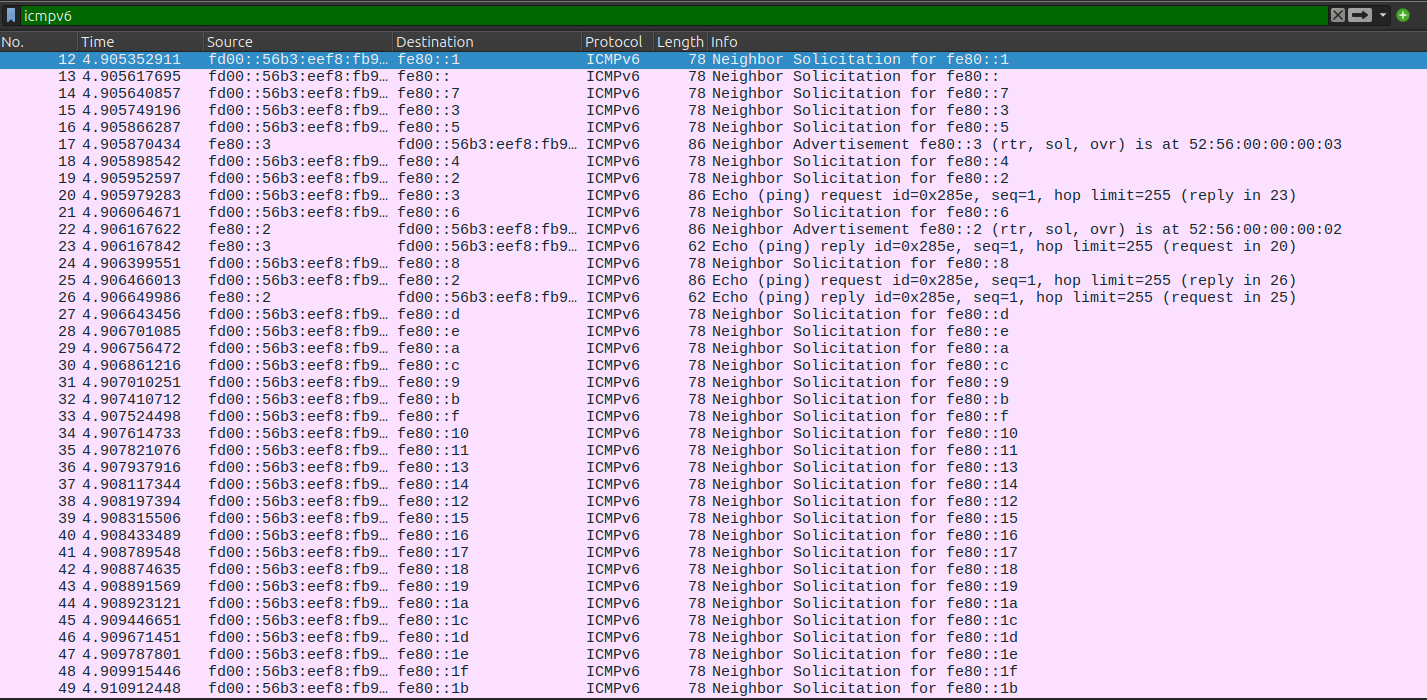 icmpv6
No. Time Source Destination Protocol Length Info
12 4.905352911 fd00::56b3:eef8:fb9… fe80::1 ICMPv6 78 Neighbor Solicitation for fe80::1
13 4.905617695 fd00::56b3:eef8:fb9… fe80:: ICMPv6 78 Neighbor Solicitation for fe80::
14 4.905640857 fd00::56b3:eef8:fb9… fe80::7 ICMPv6 78 Neighbor Solicitation for fe80::7
15 4.905749196 fd00::56b3:eef8:fb9… fe80::3 ICMPv6 78 Neighbor Solicitation for fe80::3
16 4.905866287 fd00::56b3:eef8:fb9… fe80::5 ICMPv6 78 Neighbor Solicitation for fe80::5
17 4.905870434 fe80::3 fd00::56b3:eef8:fb9… ICMPv6 86 Neighbor Advertisement fe80::3 (rtr, sol, ovr) is at 52:56:00:00:00:03
18 4.905898542 fd00::56b3:eef8:fb9… fe80::4 ICMPv6 78 Neighbor Solicitation for fe80::4
19 4.905952597 fd00::56b3:eef8:fb9… fe80::2 ICMPv6 78 Neighbor Solicitation for fe80::2
20 4.905979283 fd00::56b3:eef8:fb9… fe80::3 ICMPv6 86 Echo (ping) request id=0x285e, seq=1, hop limit=255 (reply in 23)
21 4.906064671 fd00::56b3:eef8:fb9… fe80::6 ICMPv6 78 Neighbor Solicitation for fe80::6
22 4.906167622 fe80::2 fd00::56b3:eef8:fb9… ICMPv6 86 Neighbor Advertisement fe80::2 (rtr, sol, ovr) is at 52:56:00:00:00:02
23 4.906167842 fe80::3 fd00::56b3:eef8:fb9… ICMPv6 62 Echo (ping) reply id=0x285e, seq=1, hop limit=255 (request in 20)
24 4.906399551 fd00::56b3:eef8:fb9… fe80::8 ICMPv6 78 Neighbor Solicitation for fe80::8
25 4.906466013 fd00::56b3:eef8:fb9… fe80::2 ICMPv6 86 Echo (ping) request id=0x285e, seq=1, hop limit=255 (reply in 26)
26 4.906649986 fe80::2 fd00::56b3:eef8:fb9… ICMPv6 62 Echo (ping) reply id=0x285e, seq=1, hop limit=255 (request in 25)
27 4.906643456 fd00::56b3:eef8:fb9… fe80::d ICMPv6 78 Neighbor Solicitation for fe80::d
28 4.906701085 fd00::56b3:eef8:fb9… fe80::e ICMPv6 78 Neighbor Solicitation for fe80::e
29 4.906756472 fd00::56b3:eef8:fb9… fe80::a ICMPv6 78 Neighbor Solicitation for fe80::a
30 4.906861216 fd00::56b3:eef8:fb9… fe80::c ICMPv6 78 Neighbor Solicitation for fe80::c
31 4.907010251 fd00::56b3:eef8:fb9… fe80::9 ICMPv6 78 Neighbor Solicitation for fe80::9
32 4.907410712 fd00::56b3:eef8:fb9… fe80::b ICMPv6 78 Neighbor Solicitation for fe80::b
33 4.907524498 fd00::56b3:eef8:fb9… fe80::f ICMPv6 78 Neighbor Solicitation for fe80::f
34 4.907614733 fd00::56b3:eef8:fb9… fe80::10 ICMPv6 78 Neighbor Solicitation for fe80::10
35 4.907821076 fd00::56b3:eef8:fb9… fe80::11 ICMPv6 78 Neighbor Solicitation for fe80::11
36 4.907937916 fd00::56b3:eef8:fb9… fe80::13 ICMPv6 78 Neighbor Solicitation for fe80::13
37 4.908117344 fd00::56b3:eef8:fb9… fe80::14 ICMPv6 78 Neighbor Solicitation for fe80::14
38 4.908197394 fd00::56b3:eef8:fb9… fe80::12 ICMPv6 78 Neighbor Solicitation for fe80::12
39 4.908315506 fd00::56b3:eef8:fb9… fe80::15 ICMPv6 78 Neighbor Solicitation for fe80::15
40 4.908433489 fd00::56b3:eef8:fb9… fe80::16 ICMPv6 78 Neighbor Solicitation for fe80::16
41 4.908789548 fd00::56b3:eef8:fb9… fe80::17 ICMPv6 78 Neighbor Solicitation for fe80::17
42 4.908874635 fd00::56b3:eef8:fb9… fe80::18 ICMPv6 78 Neighbor Solicitation for fe80::18
43 4.908891569 fd00::56b3:eef8:fb9… fe80::19 ICMPv6 78 Neighbor Solicitation for fe80::19
44 4.908923121 fd00::56b3:eef8:fb9… fe80::1a ICMPv6 78 Neighbor Solicitation for fe80::1a
45 4.909446651 fd00::56b3:eef8:fb9… fe80::1c ICMPv6 78 Neighbor Solicitation for fe80::1c
46 4.909671451 fd00::56b3:eef8:fb9… fe80::1d ICMPv6 78 Neighbor Solicitation for fe80::1d
47 4.909787801 fd00::56b3:eef8:fb9… fe80::1e ICMPv6 78 Neighbor Solicitation for fe80::1e
48 4.909915446 fd00::56b3:eef8:fb9… fe80::1f ICMPv6 78 Neighbor Solicitation for fe80::1f
49 4.910912448 fd00::56b3:eef8:fb9… fe80::1b ICMPv6 78 Neighbor Solicitation for fe80::1b